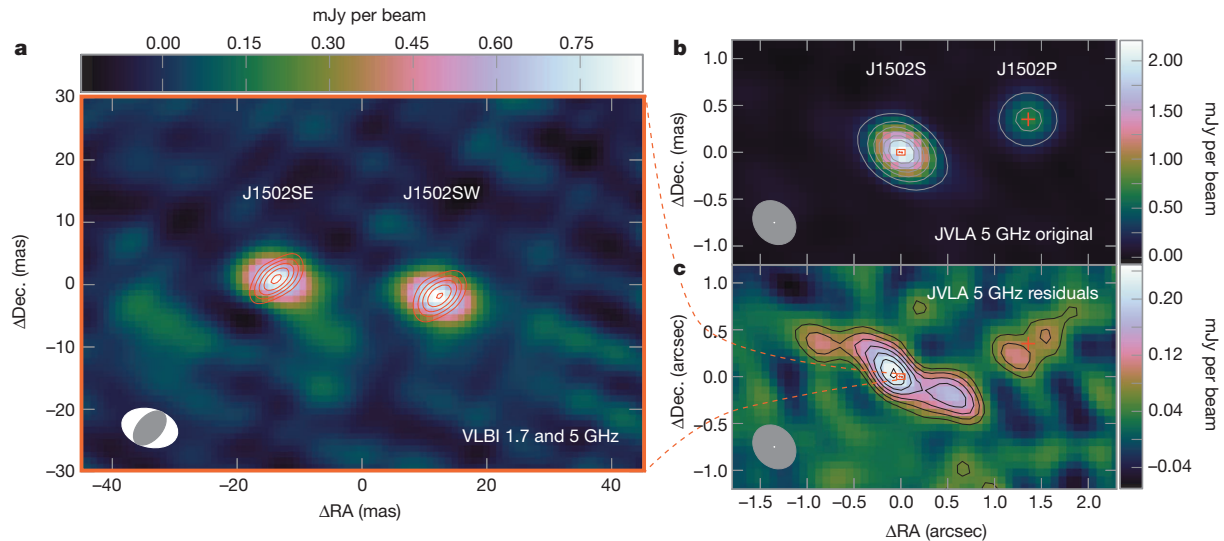 mJy per beam
a
0.00 0.15 0.30 0.45 0.60 0.75
30
20
10
0
−10
−20
−30
ΔDec. (mas)
J1502SE J1502SW
VLBI 1.7 and 5 GHz
−40 −20 0 20 40
ΔRA (mas)
b
1.0
0.5
0.0
−0.5
−1.0
ΔDec. (mas)
J1502S J1502P
JVLA 5 GHz original
2.00
1.50
1.00
0.50
0.00
mJy per beam
c
1.0
0.5
0.0
−0.5
−1.0
ΔDec. (arcsec)
JVLA 5 GHz residuals
0.20
0.12
0.04
−0.04
mJy per beam
−1.5 −1.0 −0.5 0.0 0.5 1.0 1.5 2.0
ΔRA (arcsec)